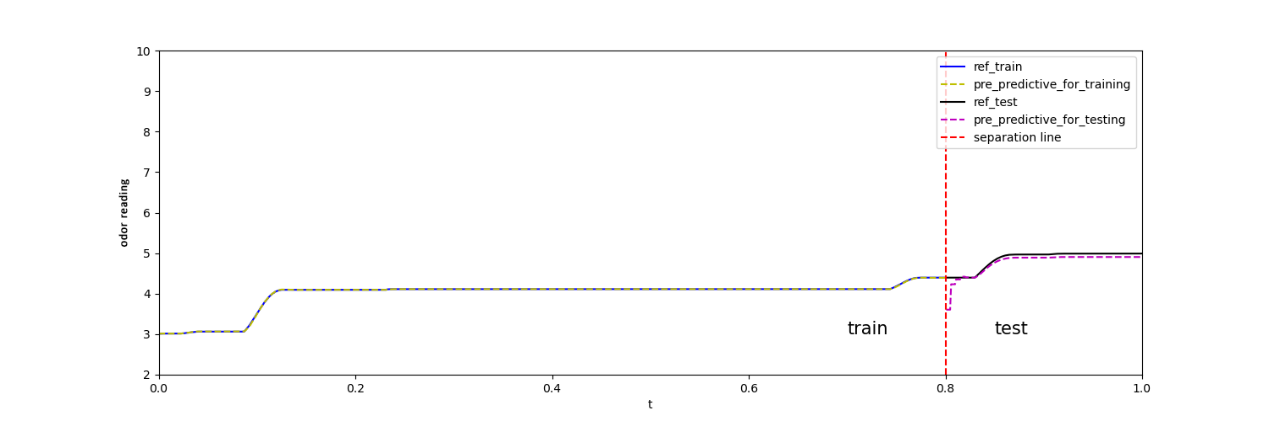 10
9
8
7
6
5
4
3
2
odor reading
0.0
0.2
0.4
0.6
0.8
1.0
t
ref_train
pre_predictive_for_training
ref_test
pre_predictive_for_testing
separation line
train
test